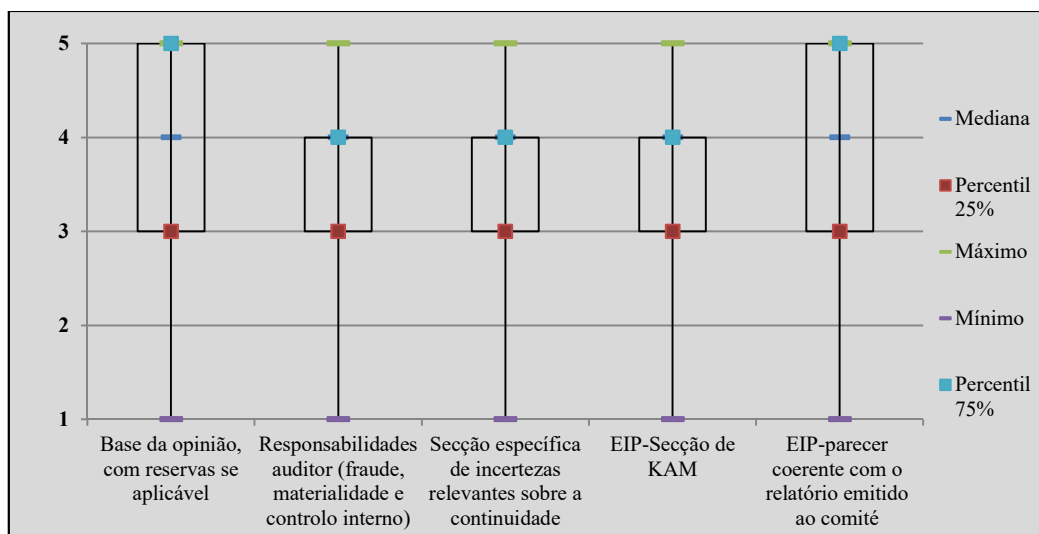 5
4
3
2
1
Base da opinião,
com reservas se
aplicável
Responsabilidades
auditor (fraude,
materialidade e
controlo interno)
Secção específica
de incertezas
relevantes sobre a
continuidade
EIP-Secção de
KAM
EIP-parecer
coerente com o
relatório emitido
ao comité
Mediana
Percentil
25%
Máximo
Mínimo
Percentil
75%